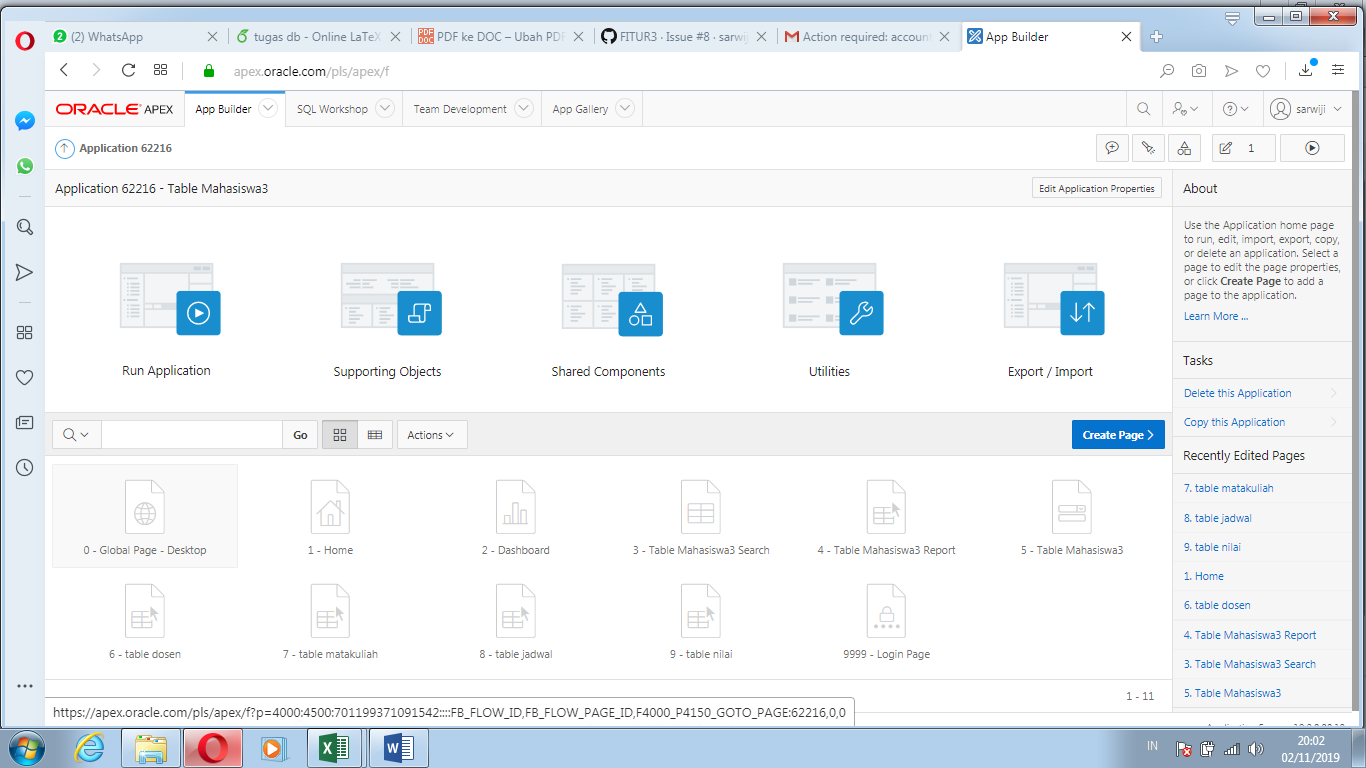 2
(2) WhatsApp
tugas db - Online LaTeX
PDF DOC
PDF ke DOC – Ubah PDF
FITUR3 · Issue #8 · sarwij
Action required: account
App Builder
apex.oracle.com/pls/apex/f
ORACLE APEX
App Builder
SQL Workshop
Team Development
App Gallery
sarwiji
Application 62216
1
Application 62216 - Table Mahasiswa3
Edit Application Properties
Run Application
Supporting Objects
Shared Components
Utilities
Export / Import
Go
Actions
Create Page
0 - Global Page - Desktop
1 - Home
2 - Dashboard
3 - Table Mahasiswa3 Search
4 - Table Mahasiswa3 Report
5 - Table Mahasiswa3
6 - table dosen
7 - table matakuliah
8 - table jadwal
9 - table nilai
9999 - Login Page
1 - 11
About
Use the Application home page
to run, edit, import, export, copy,
or delete an application. Select a
page to edit the page properties,
or click Create Page to add a
page to the application.
Learn More ...
Tasks
Delete this Application
Copy this Application
Recently Edited Pages
7. table matakuliah
8. table jadwal
9. table nilai
1. Home
6. table dosen
4. Table Mahasiswa3 Report
3. Table Mahasiswa3 Search
5. Table Mahasiswa3
https://apex.oracle.com/pls/apex/f?p=4000:4500:701199371091542::::FB_FLOW_ID,FB_FLOW_PAGE_ID,F4000_P4150_GOTO_PAGE:62216,0,0
IN
20:02
02/11/2019